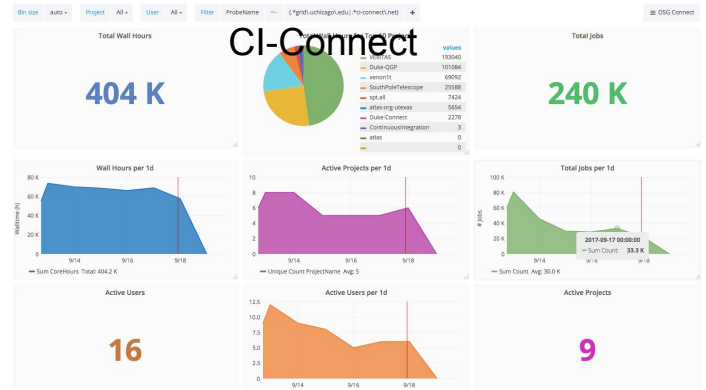 Bin size auto Project All User All Filter ProbeName =~ (.*grid\.uchicago\.edu|.*ci-connect\.net) + ≡ OSG Connect
CI-Connect
Total Wall Hours
404 K
Total Wall Hours for Top 10 Projects
values
VERITAS 193040
Duke-QGP 101084
xenon1t 69092
SouthPoleTelescope 25588
spt.all 7424
atlas-org-utexas 5654
Duke-Connect 2278
ContinuousIntegration 3
atlas 0
0
Total Jobs
240 K
Wall Hours per 1d
Walltime [h]
80 K
60 K
40 K
20 K
0
9/14 9/16 9/18
Sum CoreHours Total: 404.2 K
Active Projects per 1d
10
8
6
4
2
0
9/14 9/16 9/18
Unique Count ProjectName Avg: 5
Total Jobs per 1d
# Jobs
100 K
80 K
60 K
40 K
20 K
0
2017-09-17 00:00:00
Sum Count: 33.3 K
9/14 9/16 9/18
Sum Count Avg: 30.0 K
Active Users
16
Active Users per 1d
12.5
10.0
7.5
5.0
2.5
0
9/14 9/16 9/18
Active Projects
9